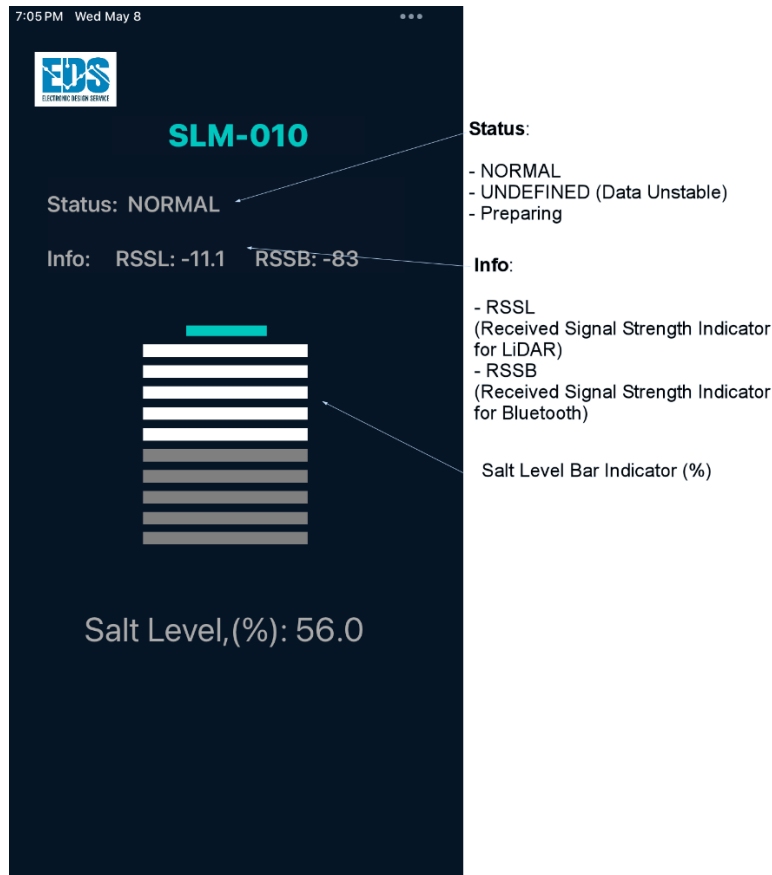 7:05 PM Wed May 8
EDS
ELECTRONIC DESIGN SERVICE
SLM-010
Status: NORMAL
Info: RSSL: -11.1 RSSB: -83
Salt Level,(%): 56.0
Status:
- NORMAL
- UNDEFINED (Data Unstable)
- Preparing
Info:
- RSSL
(Received Signal Strength Indicator
for LiDAR)
- RSSB
(Received Signal Strength Indicator
for Bluetooth)
Salt Level Bar Indicator (%)